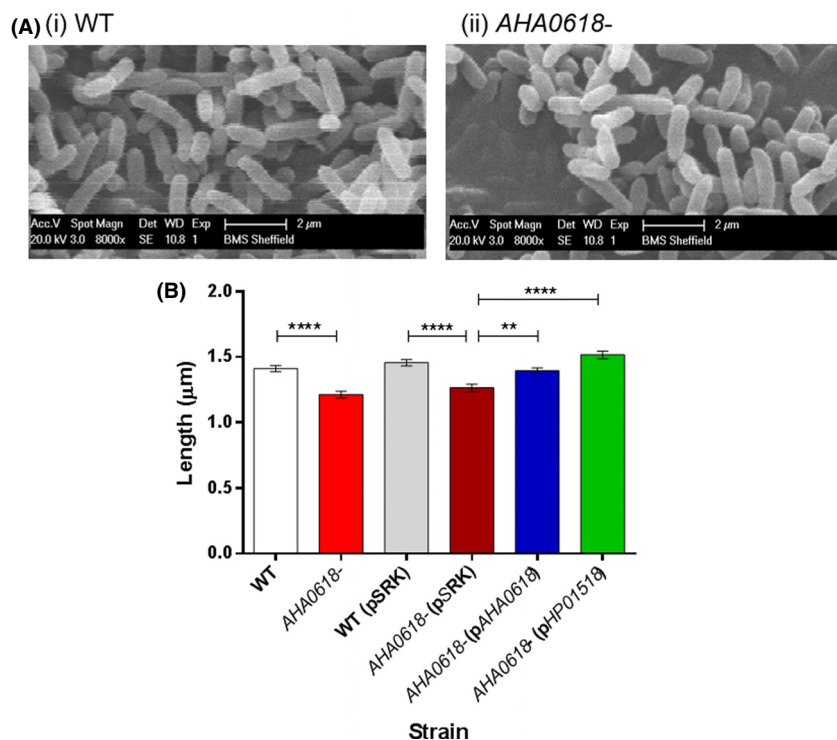 (A) (i) WT
(ii) AHA0618-
Acc.V Spot Magn Det WD Exp 2 µm
20.0 kV 3.0 8000x SE 10.8 1 BMS Sheffield
Acc.V Spot Magn Det WD Exp 2 µm
20.0 kV 3.0 8000x SE 10.8 1 BMS Sheffield
(B)
2.0
1.5
1.0
0.5
0.0
Length (µm)
****
****
**
****
WT
AHA0618-
WT (pSRK)
AHA0618- (pSRK)
AHA0618- (pAHA0618)
AHA0618- (pHP01518)
Strain